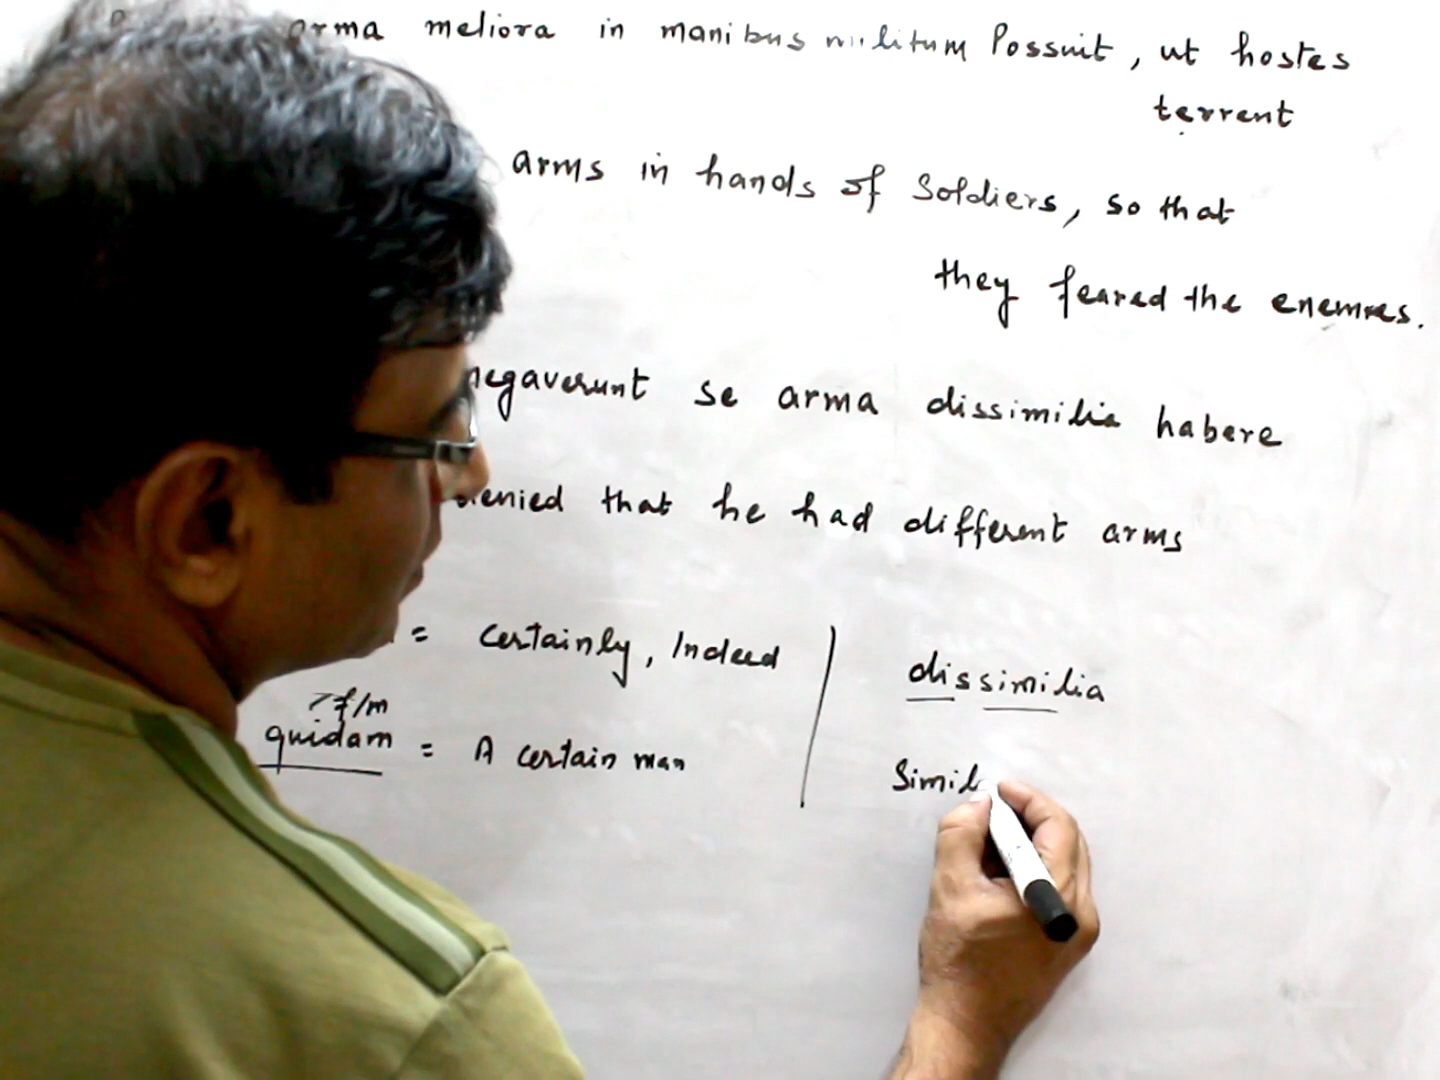 arma meliora in manibus militum Possuit, ut hostes
terrent
arms in hands of Soldiers, so that
they feared the enemies.
negaverunt se arma dissimilia habere
denied that he had different arms
= certainly, Indeed
dissimilia
7 f/m
quidam = A certain man
Simil